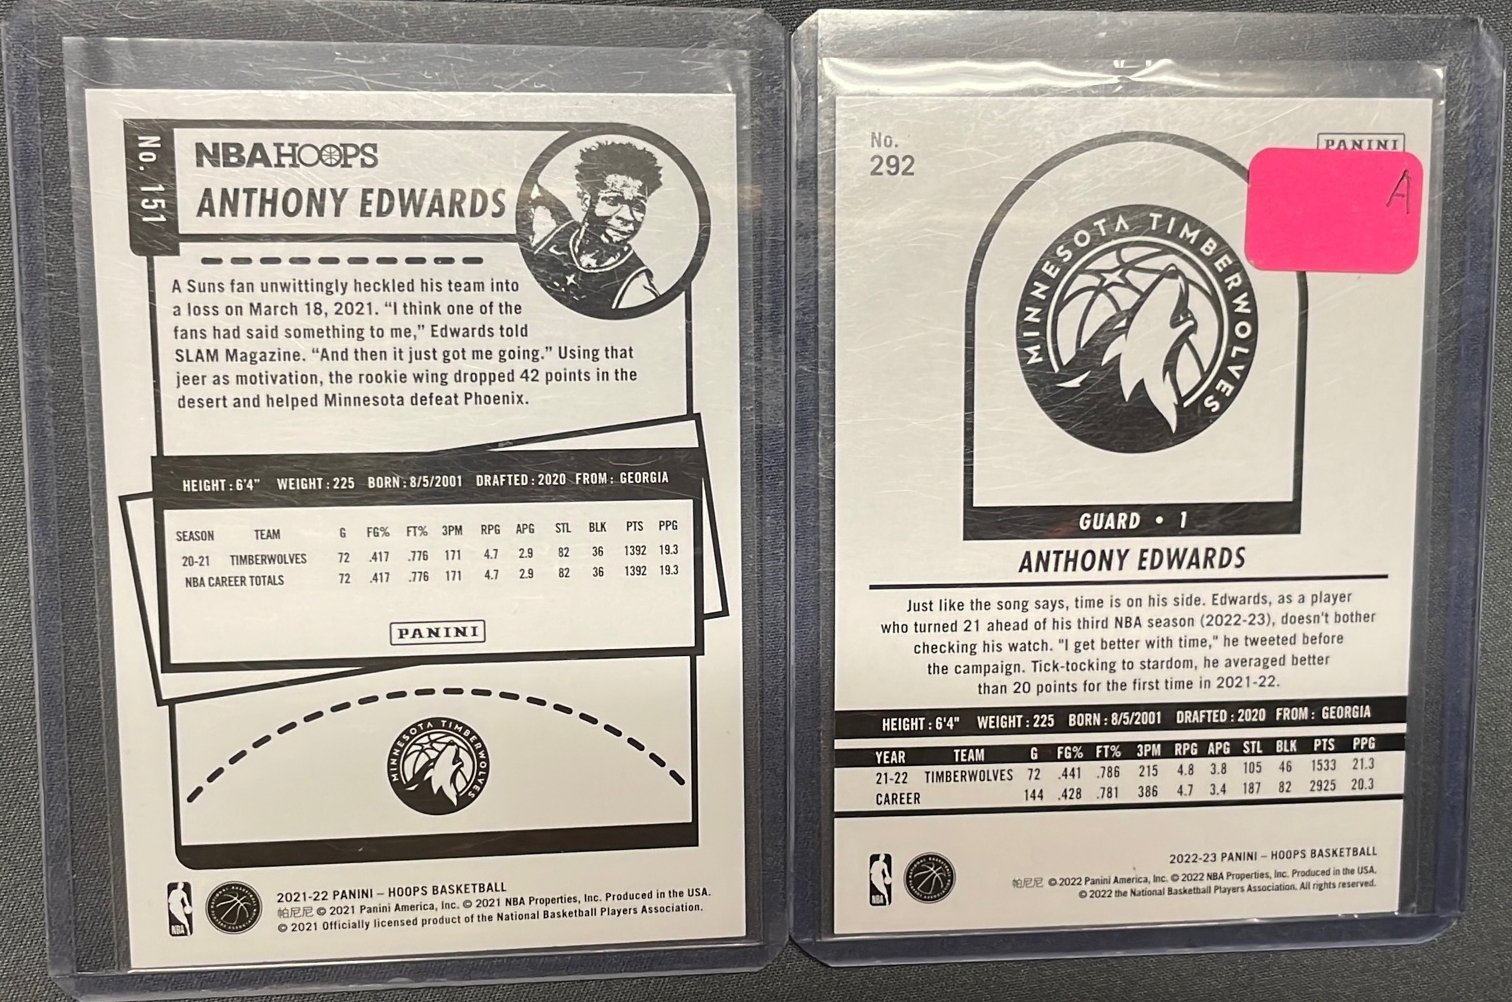 No. 151
NBA HOOPS
ANTHONY EDWARDS
A Suns fan unwittingly heckled his team into
a loss on March 18, 2021. "I think one of the
fans had said something to me," Edwards told
SLAM Magazine. "And then it just got me going." Using that
jeer as motivation, the rookie wing dropped 42 points in the
desert and helped Minnesota defeat Phoenix.
HEIGHT: 6'4" WEIGHT: 225 BORN: 8/5/2001 DRAFTED: 2020 FROM: GEORGIA
SEASON TEAM G FG% FT% 3PM RPG APG STL BLK PTS PPG
20-21 TIMBERWOLVES 72 .417 .776 171 4.7 2.9 82 36 1392 19.3
NBA CAREER TOTALS 72 .417 .776 171 4.7 2.9 82 36 1392 19.3
PANINI
MINNESOTA TIMBERWOLVES
NBA
2021-22 PANINI – HOOPS BASKETBALL
帕尼尼 © 2021 Panini America, Inc. © 2021 NBA Properties, Inc. Produced in the USA.
© 2021 Officially licensed product of the National Basketball Players Association.
No.
292
PANINI
A
MINNESOTA TIMBERWOLVES
GUARD • 1
ANTHONY EDWARDS
Just like the song says, time is on his side. Edwards, as a player
who turned 21 ahead of his third NBA season (2022-23), doesn't bother
checking his watch. "I get better with time," he tweeted before
the campaign. Tick-tocking to stardom, he averaged better
than 20 points for the first time in 2021-22.
HEIGHT: 6'4" WEIGHT: 225 BORN: 8/5/2001 DRAFTED: 2020 FROM: GEORGIA
YEAR TEAM G FG% FT% 3PM RPG APG STL BLK PTS PPG
21-22 TIMBERWOLVES 72 .441 .786 215 4.8 3.8 105 46 1533 21.3
CAREER 144 .428 .781 386 4.7 3.4 187 82 2925 20.3
NBA
2022-23 PANINI – HOOPS BASKETBALL
帕尼尼 © 2022 Panini America, Inc. © 2022 NBA Properties, Inc. Produced in the USA.
© 2022 the National Basketball Players Association. All rights reserved.